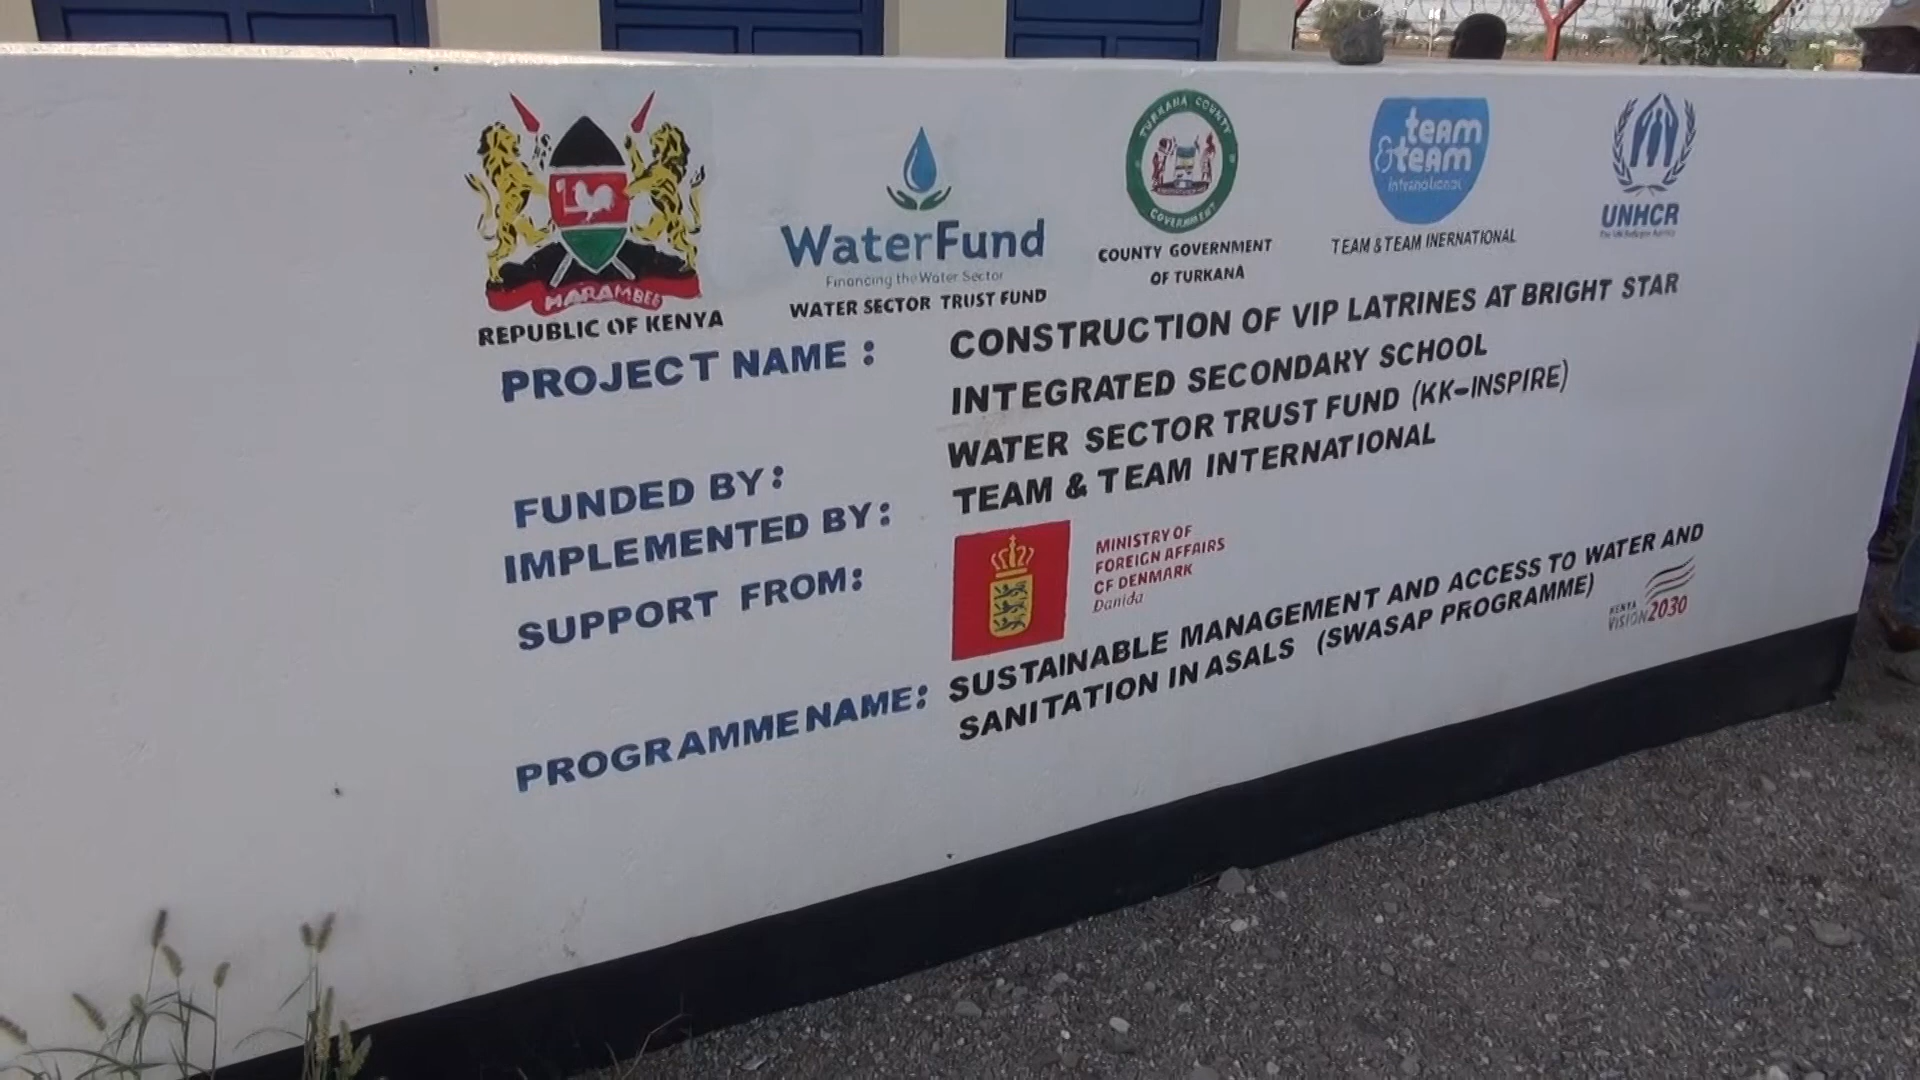 HARAMBEE
REPUBLIC OF KENYA
WaterFund
Financing the Water Sector
WATER SECTOR TRUST FUND
TURKANA COUNTY
GOVERNMENT
COUNTY GOVERNMENT
OF TURKANA
team
&team
international
TEAM & TEAM INERNATIONAL
UNHCR
The UN Refugee Agency
PROJECT NAME : CONSTRUCTION OF VIP LATRINES AT BRIGHT STAR
INTEGRATED SECONDARY SCHOOL
FUNDED BY: WATER SECTOR TRUST FUND (KK-INSPIRE)
IMPLEMENTED BY: TEAM & TEAM INTERNATIONAL
SUPPORT FROM: MINISTRY OF
FOREIGN AFFAIRS
OF DENMARK
Danida
PROGRAMME NAME: SUSTAINABLE MANAGEMENT AND ACCESS TO WATER AND
SANITATION IN ASALS (SWASAP PROGRAMME)
KENYA
VISION 2030